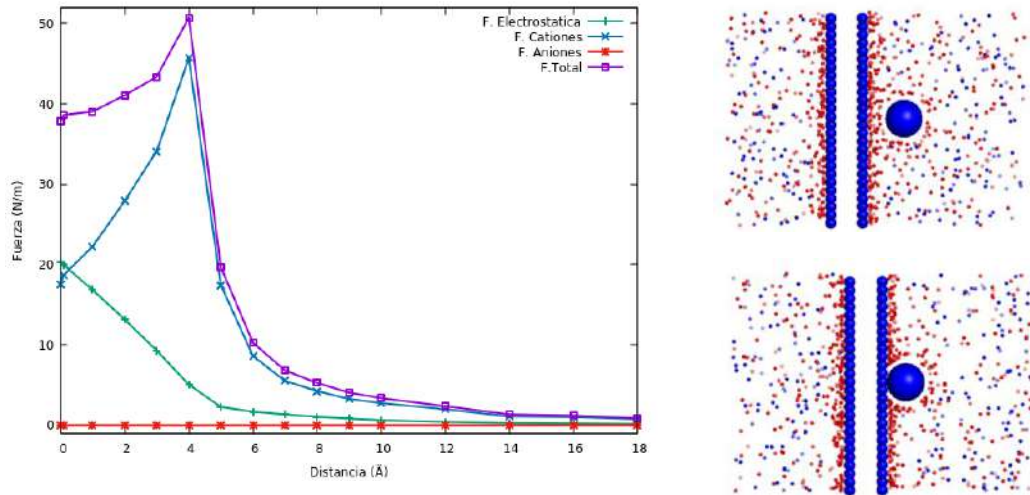 F. Electrostatica
F. Cationes
F. Aniones
F.Total
Fuerza (N/m)
50
40
30
20
10
0
0 2 4 6 8 10 12 14 16 18
Distancia (Å)